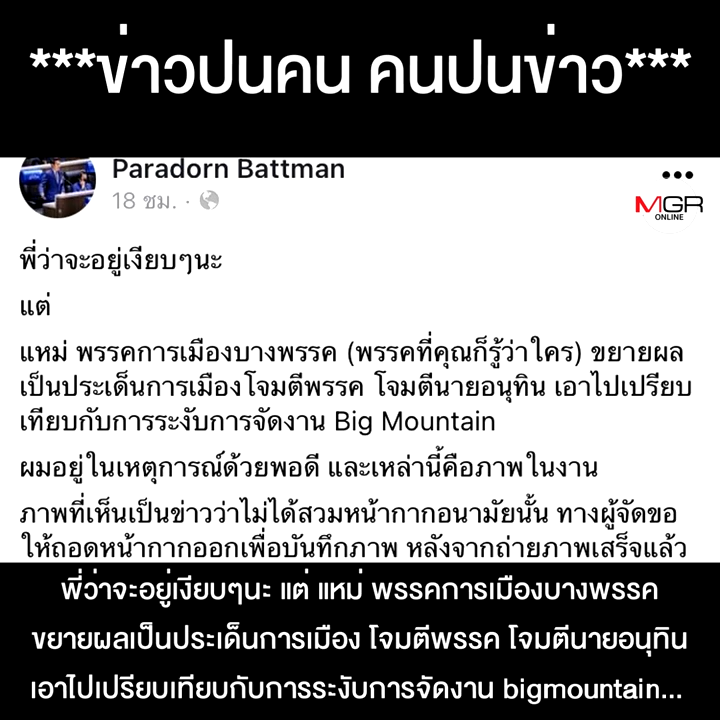 ***ข่าวปนคน คนปนข่าว***
Paradorn Battman
18 ชม. ·
MGR
ONLINE
พี่ว่าจะอยู่เงียบๆนะ
แต่
แหม่ พรรคการเมืองบางพรรค (พรรคที่คุณก็รู้ว่าใคร) ขยายผล
เป็นประเด็นการเมืองโจมตีพรรค โจมตีนายอนุทิน เอาไปเปรียบ
เทียบกับการระงับการจัดงาน Big Mountain
ผมอยู่ในเหตุการณ์ด้วยพอดี และเหล่านี้คือภาพในงาน
ภาพที่เห็นเป็นข่าวว่าไม่ได้สวมหน้ากากอนามัยนั้น ทางผู้จัดขอ
ให้ถอดหน้ากากออกเพื่อบันทึกภาพ หลังจากถ่ายภาพเสร็จแล้ว
พี่ว่าจะอยู่เงียบๆนะ แต่ แหม่ พรรคการเมืองบางพรรค
ขยายผลเป็นประเด็นการเมือง โจมตีพรรค โจมตีนายอนุทิน
เอาไปเปรียบเทียบกับการระงับการจัดงาน bigmountain...